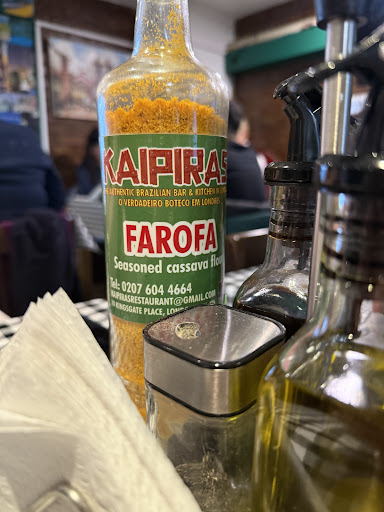 KAIPIRAS
AUTHENTIC BRAZILIAN BAR & KITCHEN IN
O VERDADEIRO BOTECO EM LONDRES
FAROFA
Seasoned cassava flour
Tel: 0207 604 4664
KAIPIRASRESTAURANT@GMAIL.COM
KINGSGATE PLACE,